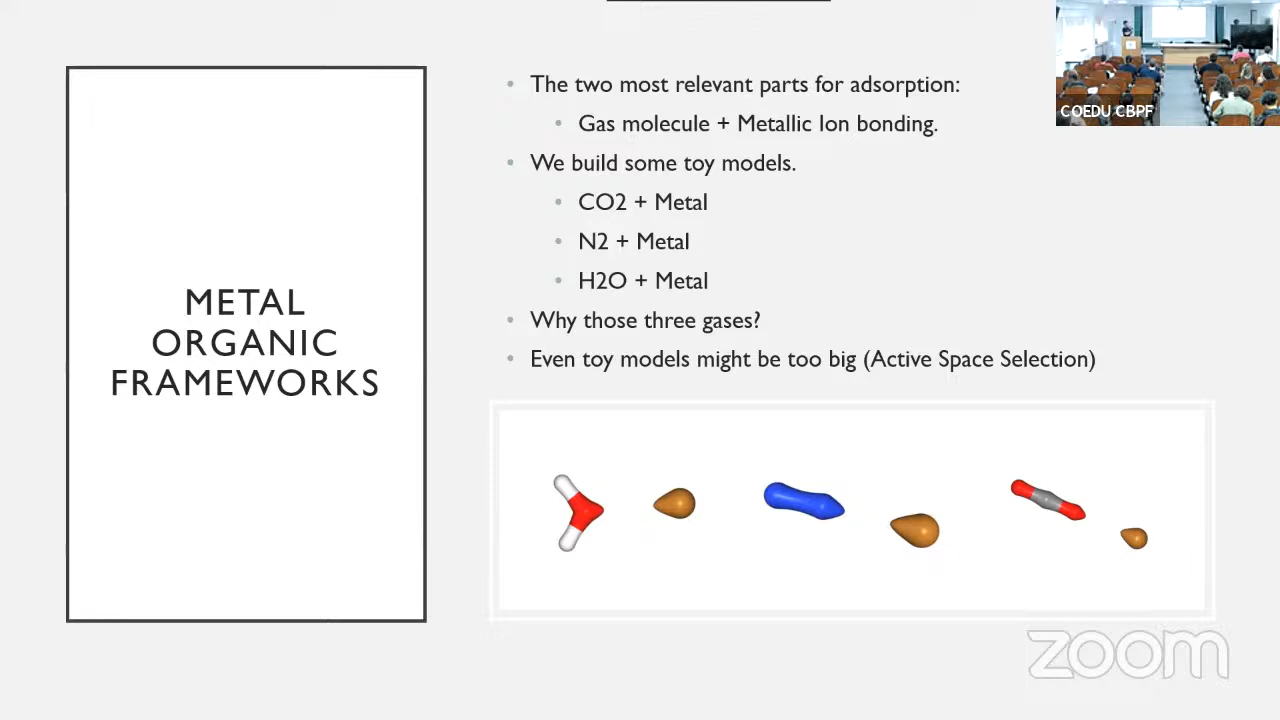 METAL
ORGANIC
FRAMEWORKS
• The two most relevant parts for adsorption:
• Gas molecule + Metallic Ion bonding.
• We build some toy models.
• CO2 + Metal
• N2 + Metal
• H2O + Metal
• Why those three gases?
• Even toy models might be too big (Active Space Selection)
COEDU CBPF
zoom